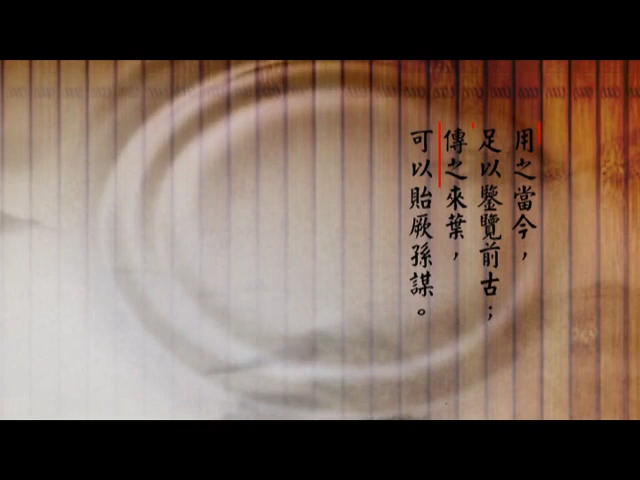 用之當今，
足以鑒覽前古；
傳之來葉，
可以貽厥孫謀。